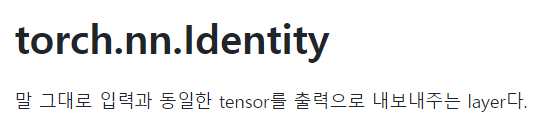 torch.nn.Identity
말 그대로 입력과 동일한 tensor를 출력으로 내보내주는 layer다.